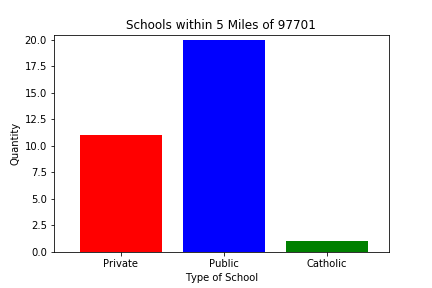 Schools within 5 Miles of 97701
20.0
17.5
15.0
12.5
10.0
7.5
5.0
2.5
0.0
Quantity
Private Public Catholic
Type of School